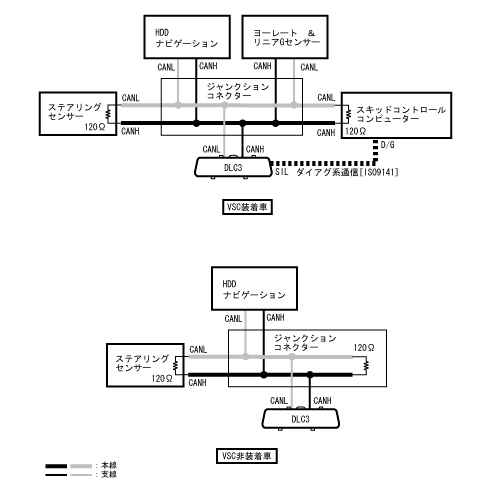 HDD
ナビゲーション
ヨーレート ＆
リニアGセンサー
CANL
CANH
CANH
CANL
ジャンクション
コネクター
ステアリング
センサー
120Ω
CANL
CANH
CANL
CANH
スキッドコントロール
コンピューター
120Ω
CANL
CANH
D/G
DLC3
SIL ダイアグ系通信[ISO9141]
VSC装着車
HDD
ナビゲーション
CANL
CANH
ジャンクション
コネクター
120Ω
ステアリング
センサー
120Ω
CANL
CANH
CANL
CANH
DLC3
VSC非装着車
：本線
：支線